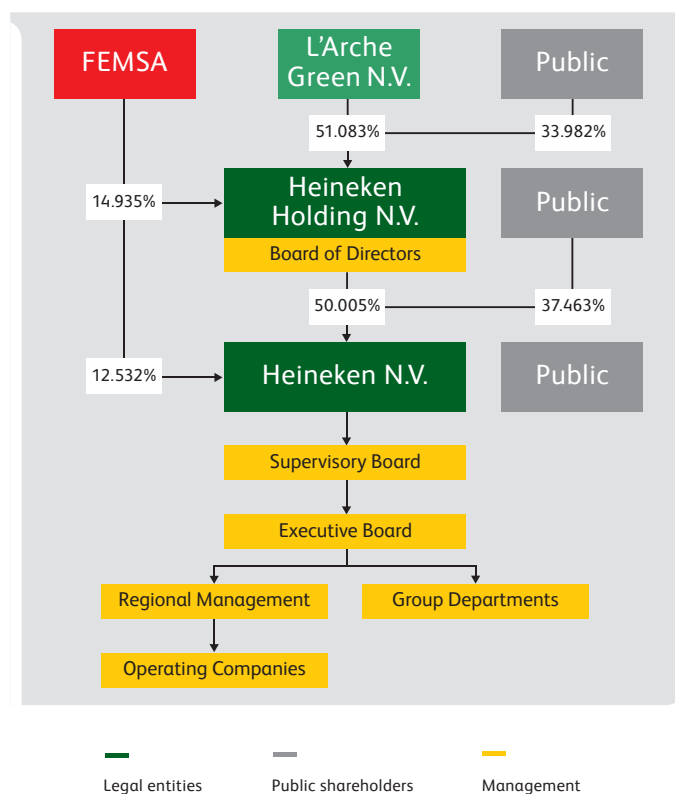 FEMSA
L'Arche
Green N.V.
Public
51.083%
33.982%
14.935%
Heineken
Holding N.V.
Public
Board of Directors
50.005%
37.463%
12.532%
Heineken N.V.
Public
Supervisory Board
Executive Board
Regional Management
Group Departments
Operating Companies
Legal entities
Public shareholders
Management